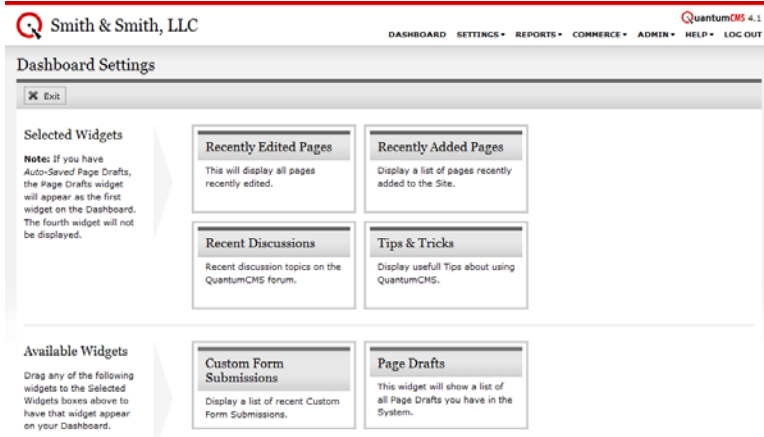 Smith & Smith, LLC
QuantumCMS 4.1
DASHBOARD SETTINGS REPORTS COMMERCE ADMIN HELP LOG OUT
Dashboard Settings
Exit
Selected Widgets
Note: If you have
Auto-Saved Page Drafts,
the Page Drafts widget
will appear as the first
widget on the Dashboard.
The fourth widget will not
be displayed.
Recently Edited Pages
This will display all pages
recently edited.
Recently Added Pages
Display a list of pages recently
added to the Site.
Recent Discussions
Recent discussion topics on the
QuantumCMS forum.
Tips & Tricks
Display usefull Tips about using
QuantumCMS.
Available Widgets
Drag any of the following
widgets to the Selected
Widgets boxes above to
have that widget appear
on your Dashboard.
Custom Form
Submissions
Display a list of recent Custom
Form Submissions.
Page Drafts
This widget will show a list of
all Page Drafts you have in the
System.